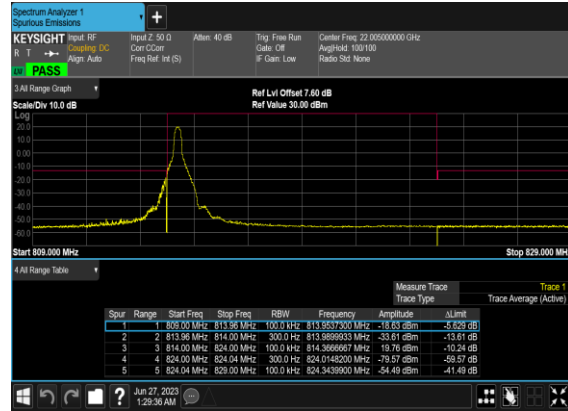 Spectrum Analyzer 1
Spurious Emissions
KEYSIGHT
R T
LW PASS
Input: RF
Coupling: DC
Align: Auto
Input Z: 50 Ω
Corr CCorr
Freq Ref: Int (S)
Atten: 40 dB
Trig: Free Run
Gate: Off
IF Gain: Low
Center Freq: 22.005000000 GHz
Avg|Hold: 100/100
Radio Std: None
3 All Range Graph
Scale/Div 10.0 dB
Ref Lvl Offset 7.60 dB
Ref Value 30.00 dBm
Log
20.0
10.0
0.00
-10.0
-20.0
-30.0
-40.0
-50.0
-60.0
Start 809.000 MHz
Stop 829.000 MH
4 All Range Table
Measure Trace Trace 1
Trace Type Trace Average (Active)
Spur Range Start Freq Stop Freq RBW Frequency Amplitude ΔLimit
1 1 809.00 MHz 813.96 MHz 100.0 kHz 813.9537300 MHz -18.63 dBm -5.629 dB
2 2 813.96 MHz 814.00 MHz 300.0 Hz 813.9899933 MHz -33.61 dBm -13.61 dB
3 3 814.00 MHz 824.00 MHz 100.0 kHz 814.3666667 MHz 19.76 dBm -10.24 dB
4 4 824.00 MHz 824.04 MHz 300.0 Hz 824.0148200 MHz -79.57 dBm -59.57 dB
5 5 824.04 MHz 829.00 MHz 100.0 kHz 824.3439900 MHz -54.49 dBm -41.49 dB
Jun 27, 2023
1:29:36 AM